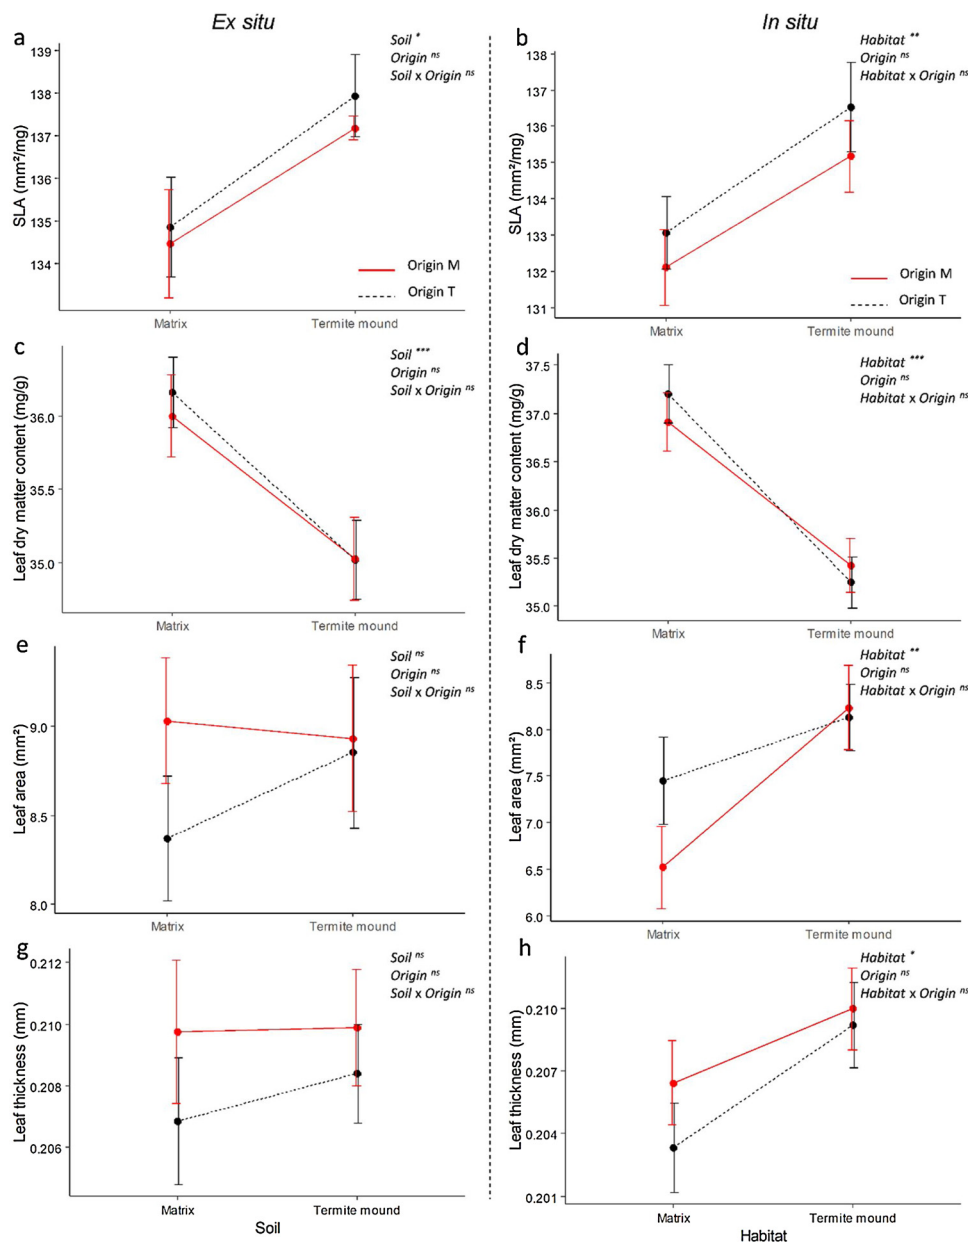 Ex situ
In situ
a
Soil *
Origin ns
Soil x Origin ns
139
138
137
136
135
134
SLA (mm²/mg)
Origin M
Origin T
Matrix
Termite mound
b
Habitat **
Origin ns
Habitat x Origin ns
138
137
136
135
134
133
132
131
SLA (mm²/mg)
Origin M
Origin T
Matrix
Termite mound
c
Soil ***
Origin ns
Soil x Origin ns
36.0
35.5
35.0
Leaf dry matter content (mg/g)
Matrix
Termite mound
d
Habitat ***
Origin ns
Habitat x Origin ns
37.5
37.0
36.5
36.0
35.5
35.0
Leaf dry matter content (mg/g)
Matrix
Termite mound
e
Soil ns
Origin ns
Soil x Origin ns
9.0
8.5
8.0
Leaf area (mm²)
Matrix
Termite mound
f
Habitat **
Origin ns
Habitat x Origin ns
8.5
8.0
7.5
7.0
6.5
6.0
Leaf area (mm²)
Matrix
Termite mound
g
Soil ns
Origin ns
Soil x Origin ns
0.212
0.210
0.208
0.206
Leaf thickness (mm)
Matrix
Termite mound
Soil
h
Habitat *
Origin ns
Habitat x Origin ns
0.210
0.207
0.204
0.201
Leaf thickness (mm)
Matrix
Termite mound
Habitat